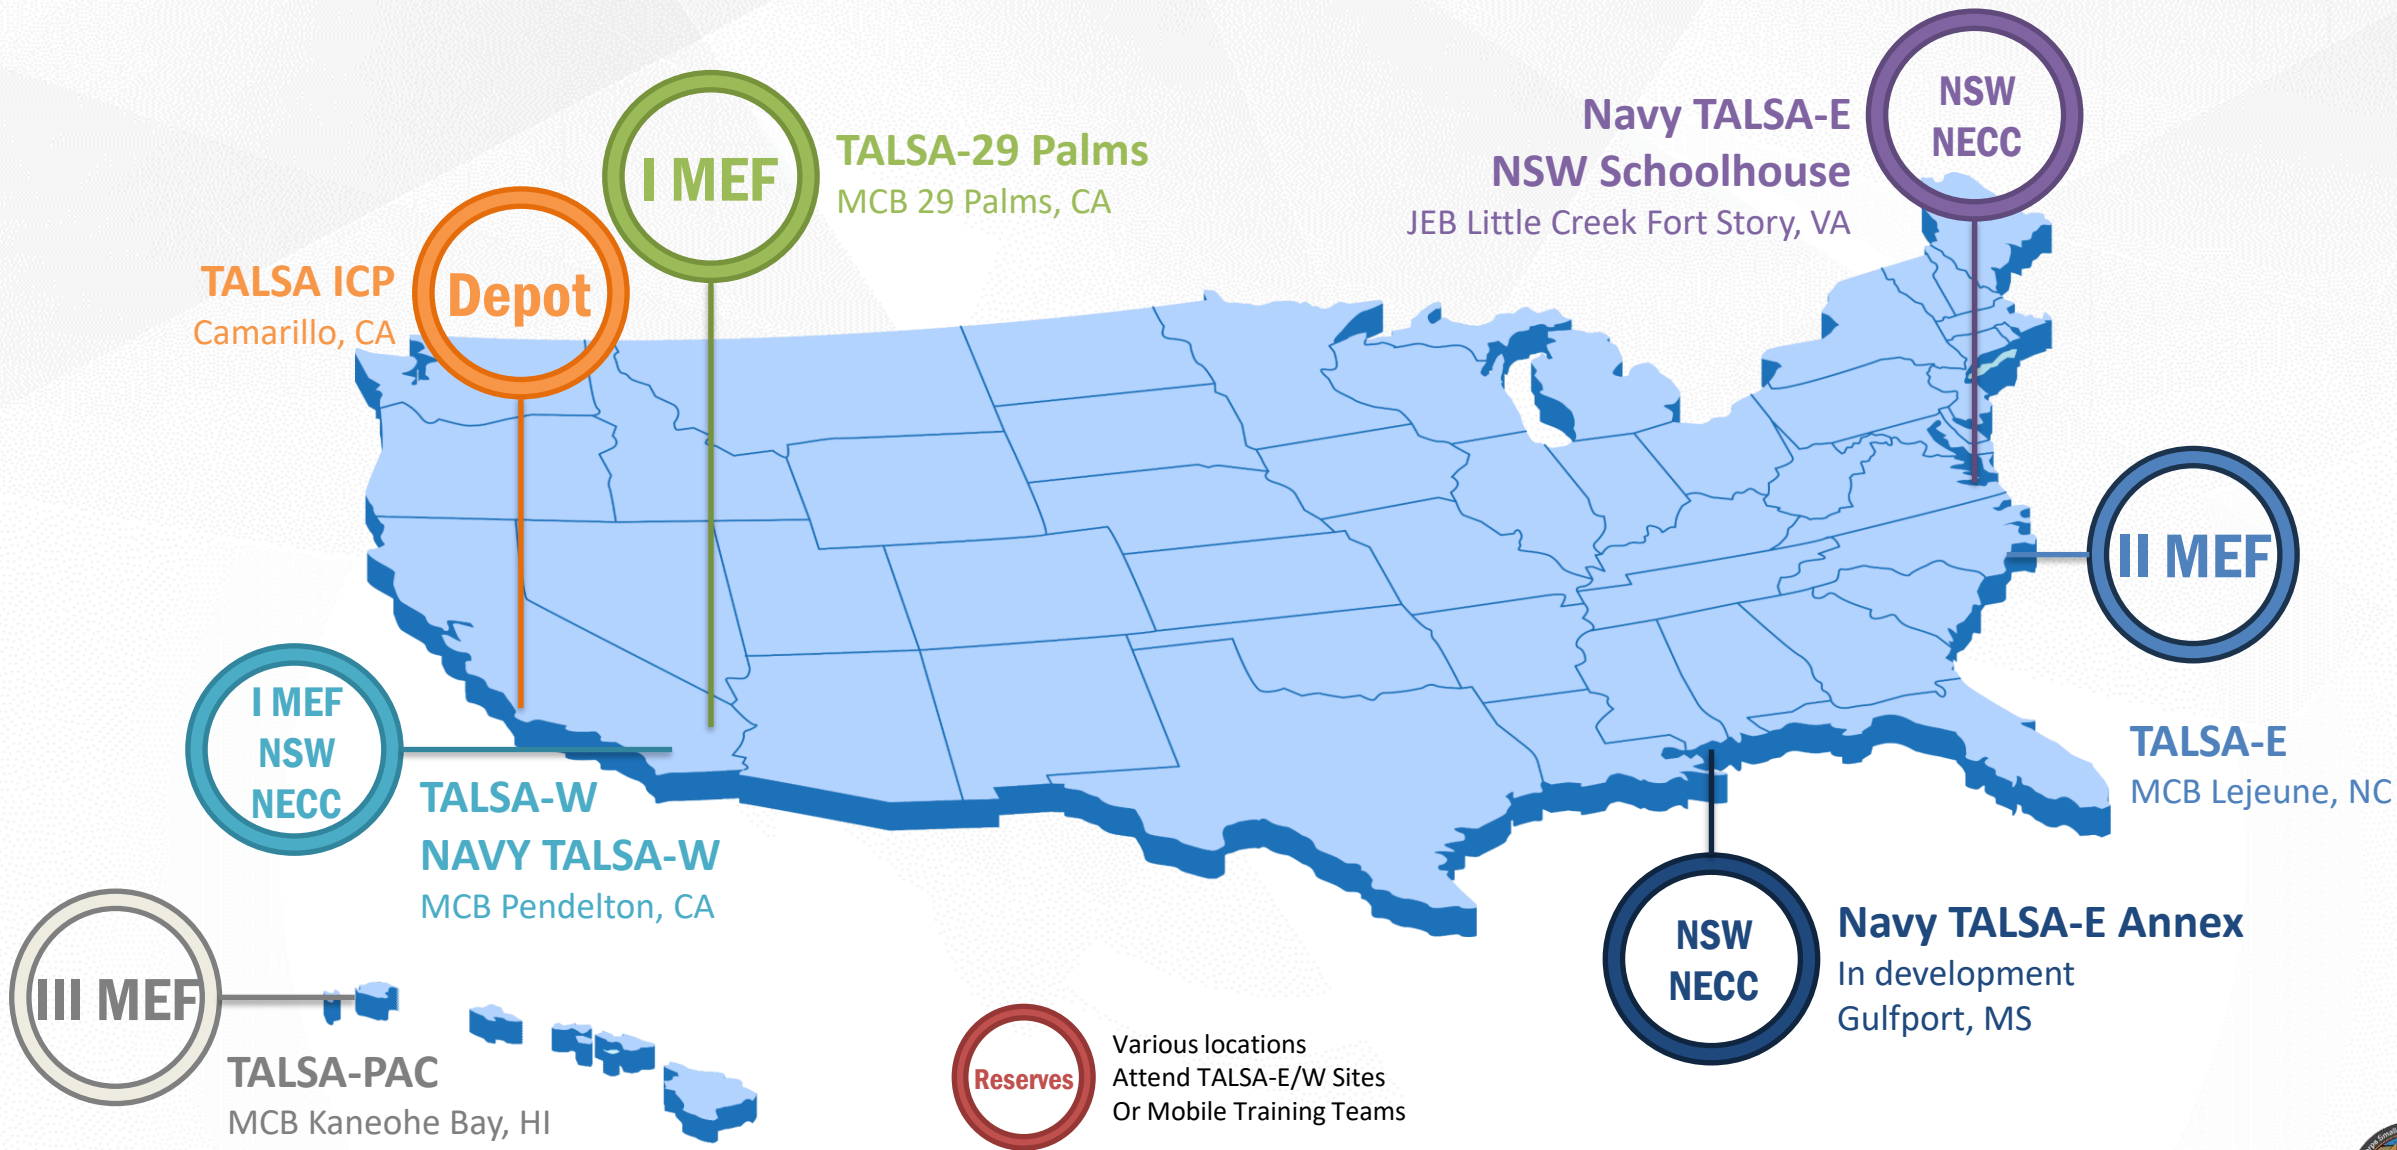 NSW
NECC
Navy TALSA-E
NSW Schoolhouse
JEB Little Creek Fort Story, VA
I MEF
TALSA-29 Palms
MCB 29 Palms, CA
TALSA ICP
Camarillo, CA
Depot
II MEF
TALSA-E
MCB Lejeune, NC
I MEF
NSW
NECC
TALSA-W
NAVY TALSA-W
MCB Pendelton, CA
NSW
NECC
Navy TALSA-E Annex
In development
Gulfport, MS
III MEF
TALSA-PAC
MCB Kaneohe Bay, HI
Reserves
Various locations
Attend TALSA-E/W Sites
Or Mobile Training Teams